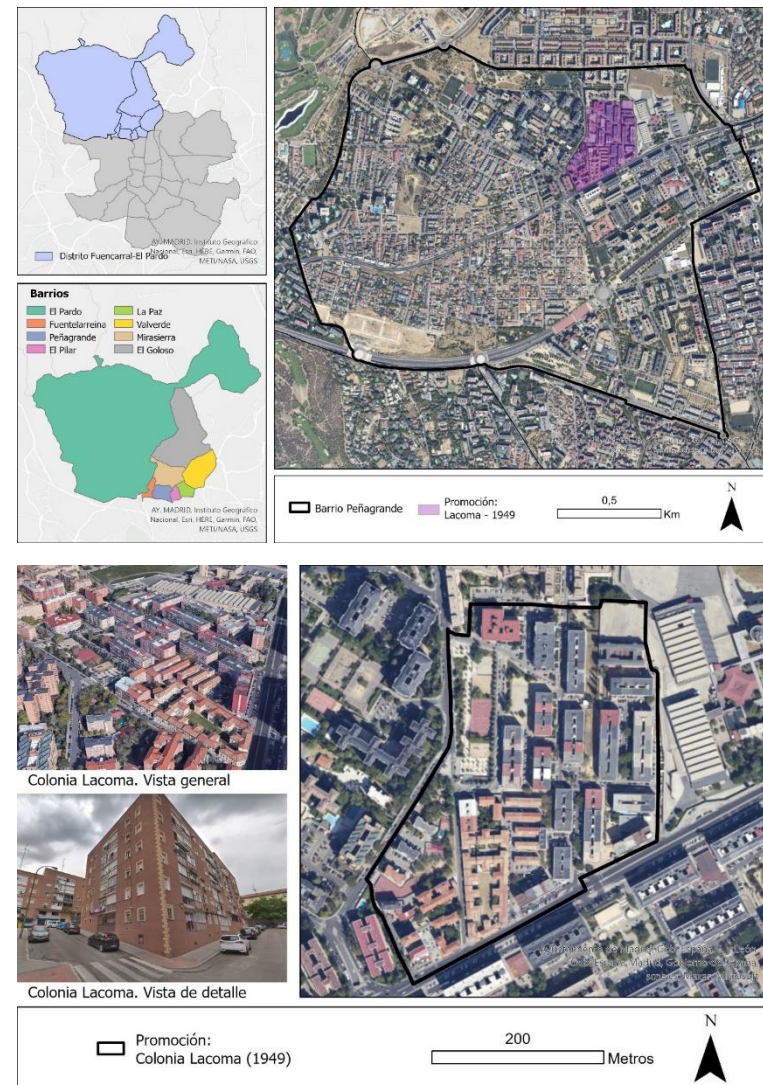 AY. MADRID, Instituto Geográfico
Nacional, Esri, HERE, Garmin, FAO,
METI/NASA, USGS
Distrito Fuencarral-El Pardo
Barrios
El Pardo
La Paz
Fuentelarreina
Valverde
Peñagrande
Mirasierra
El Pilar
El Goloso
AY. MADRID, Instituto Geográfico
Nacional, Esri, HERE, Garmin, FAO,
METI/NASA, USGS
Barrio Peñagrande
Promoción:
Lacoma - 1949
0,5
Km
N
Colonia Lacoma. Vista general
Colonia Lacoma. Vista de detalle
Promoción:
Colonia Lacoma (1949)
200
Metros
N